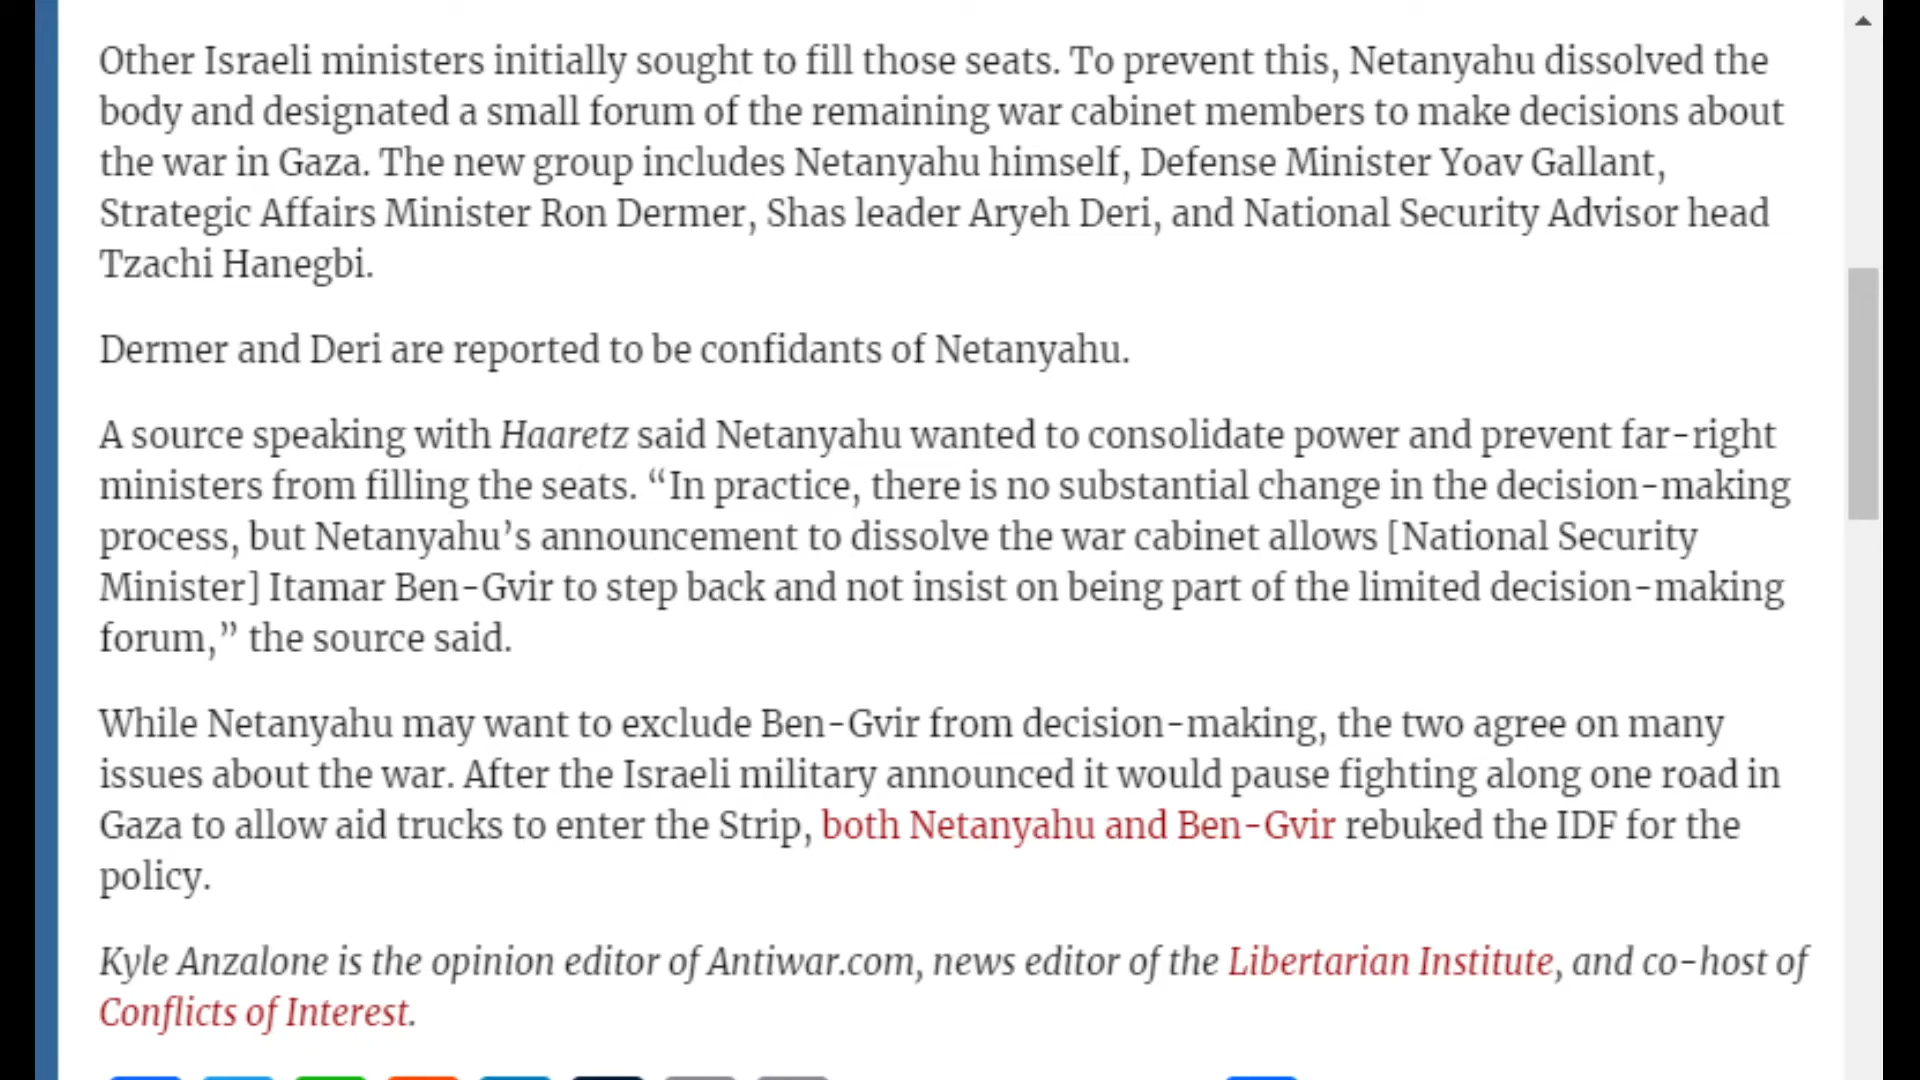 Other Israeli ministers initially sought to fill those seats. To prevent this, Netanyahu dissolved the
body and designated a small forum of the remaining war cabinet members to make decisions about
the war in Gaza. The new group includes Netanyahu himself, Defense Minister Yoav Gallant,
Strategic Affairs Minister Ron Dermer, Shas leader Aryeh Deri, and National Security Advisor head
Tzachi Hanegbi.
Dermer and Deri are reported to be confidants of Netanyahu.
A source speaking with Haaretz said Netanyahu wanted to consolidate power and prevent far-right
ministers from filling the seats. “In practice, there is no substantial change in the decision-making
process, but Netanyahu’s announcement to dissolve the war cabinet allows [National Security
Minister] Itamar Ben-Gvir to step back and not insist on being part of the limited decision-making
forum,” the source said.
While Netanyahu may want to exclude Ben-Gvir from decision-making, the two agree on many
issues about the war. After the Israeli military announced it would pause fighting along one road in
Gaza to allow aid trucks to enter the Strip, both Netanyahu and Ben-Gvir rebuked the IDF for the
policy.
Kyle Anzalone is the opinion editor of Antiwar.com, news editor of the Libertarian Institute, and co-host of
Conflicts of Interest.